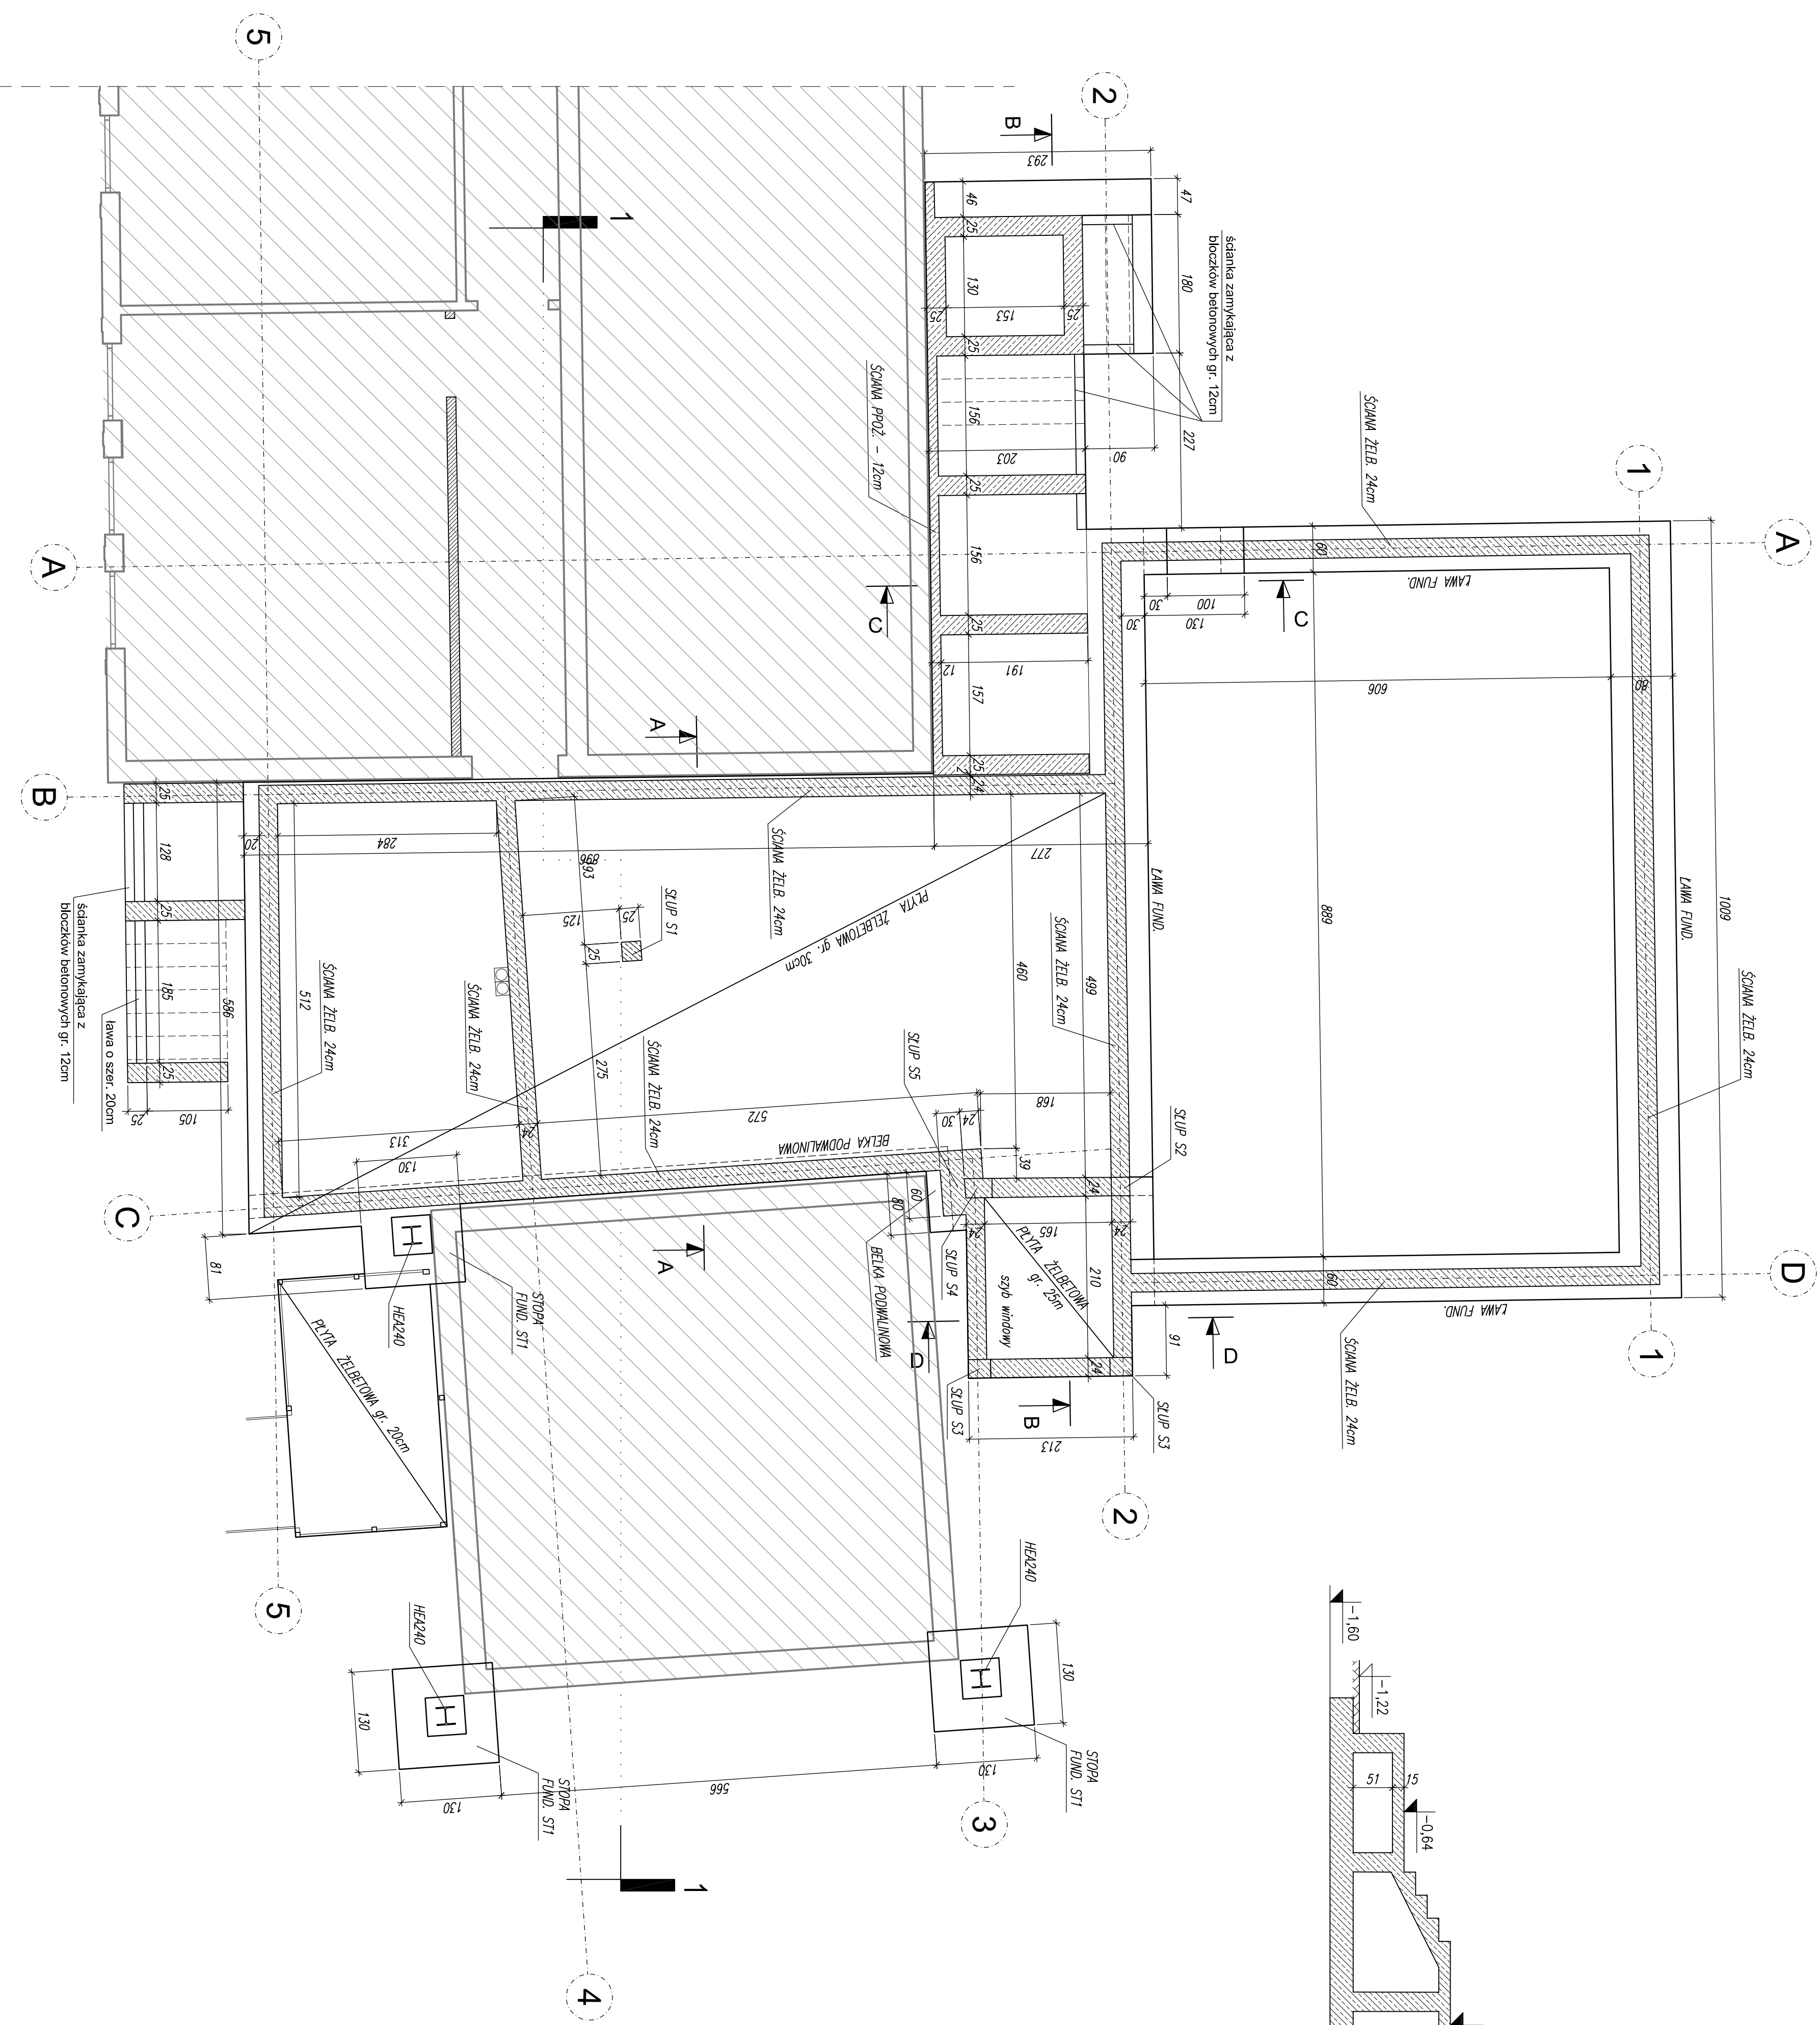 5
2
1
A
D
1
2
5
3
4
A
B
C
B
293
47
46
25
180
130
25
153
25
25
ścianka zamykająca z
bloczków betonowych gr. 12cm
227
90
156
203
25
156
25
191
12
157
25
2
24
ŚCIANA PPOŻ. - 12cm
C
A
1
ŚCIANA ŻELB. 24cm
1009
60
ŁAWA FUND.
30
100
30
130
C
606
80
889
ŁAWA FUND.
ŁAWA FUND.
ŚCIANA ŻELB. 24cm
ŚCIANA ŻELB. 24cm
ŁAWA FUND.
60
ŚCIANA ŻELB. 24cm
D
91
25
128
25
185
25
586
ścianka zamykająca z
bloczków betonowych gr. 12cm
ława o szer. 20cm
25
105
20
284
896
393
277
ŚCIANA ŻELB. 24cm
SŁUP S1
125
25
25
PŁYTA ŻELBETOWA gr. 30cm
460
499
512
ŚCIANA ŻELB. 24cm
ŚCIANA ŻELB. 24cm
275
ŚCIANA ŻELB. 24cm
SŁUP S5
572
168
30
24
SŁUP S2
313
24
130
BELKA PODWALINOWA
39
24
60
80
24
165
24
PŁYTA ŻELBETOWA
gr. 25m
210
szyb windowy
SŁUP S4
BELKA PODWALINOWA
D
24
SŁUP S3
B
SŁUP S3
213
81
A
HEA240
STOPA
FUND. ST1
PŁYTA ŻELBETOWA gr. 20cm
HEA240
HEA240
130
130
STOPA
FUND. ST1
130
130
566
STOPA
FUND. ST1
1
-1,60
-1,22
51
15
-0,64